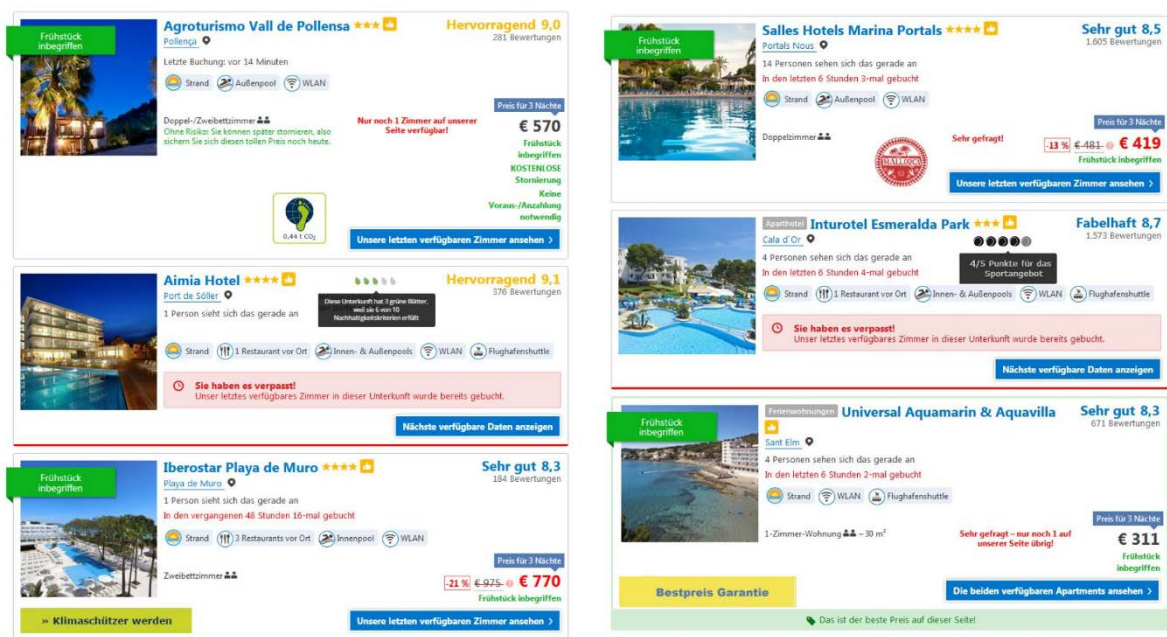 Frühstück
inbegriffen
Agroturismo Vall de Pollensa
Hervorragend 9,0
Pollença
281 Bewertungen
Letzte Buchung: vor 14 Minuten
Strand Außenpool WLAN
Preis für 3 Nächte
Doppel-/Zweibettzimmer
Ohne Risiko: Sie können später stornieren, also
sichern Sie sich diesen tollen Preis noch heute.
Nur noch 1 Zimmer auf unserer
Seite verfügbar!
€ 570
Frühstück
inbegriffen
KOSTENLOSE
Stornierung
Keine
Voraus-/Anzahlung
notwendig
0,44 t CO₂
Unsere letzten verfügbaren Zimmer ansehen >
Aimia Hotel
Hervorragend 9,1
Port de Sóller
376 Bewertungen
1 Person sieht sich das gerade an
Diese Unterkunft hat 3 grüne Blätter,
weil sie 6 von 10
Nachhaltigkeitskriterien erfüllt
Strand 1 Restaurant vor Ort Innen- & Außenpools WLAN Flughafenshuttle
Sie haben es verpasst!
Unser letztes verfügbares Zimmer in dieser Unterkunft wurde bereits gebucht.
Nächste verfügbare Daten anzeigen
Frühstück
inbegriffen
Iberostar Playa de Muro
Sehr gut 8,3
Playa de Muro
184 Bewertungen
1 Person sieht sich das gerade an
In den vergangenen 48 Stunden 16-mal gebucht
Strand 3 Restaurants vor Ort Innenpool WLAN
Preis für 3 Nächte
Zweibettzimmer
-21 % € 975 € 770
Frühstück inbegriffen
» Klimaschützer werden
Unsere letzten verfügbaren Zimmer ansehen >
Frühstück
inbegriffen
Salles Hotels Marina Portals
Sehr gut 8,5
Portals Nous
1.605 Bewertungen
14 Personen sehen sich das gerade an
In den letzten 6 Stunden 3-mal gebucht
Strand Außenpool WLAN
Preis für 3 Nächte
Doppelzimmer
MALLORCA
Sehr gefragt!
-13 % € 481 € 419
Frühstück inbegriffen
Unsere letzten verfügbaren Zimmer ansehen >
Aparthotel Inturotel Esmeralda Park
Fabelhaft 8,7
Cala d´Or
1.573 Bewertungen
4 Personen sehen sich das gerade an
4/5 Punkte für das
Sportangebot
In den letzten 6 Stunden 4-mal gebucht
Strand 1 Restaurant vor Ort Innen- & Außenpools WLAN Flughafenshuttle
Sie haben es verpasst!
Unser letztes verfügbares Zimmer in dieser Unterkunft wurde bereits gebucht.
Nächste verfügbare Daten anzeigen
Frühstück
inbegriffen
Ferienwohnungen Universal Aquamarin & Aquavilla
Sehr gut 8,3
671 Bewertungen
Sant Elm
4 Personen sehen sich das gerade an
In den letzten 6 Stunden 2-mal gebucht
Strand WLAN Flughafenshuttle
Preis für 3 Nächte
1-Zimmer-Wohnung – 30 m²
Sehr gefragt – nur noch 1 auf
unserer Seite übrig!
€ 311
Frühstück
inbegriffen
Bestpreis Garantie
Die beiden verfügbaren Apartments ansehen >
Das ist der beste Preis auf dieser Seite!